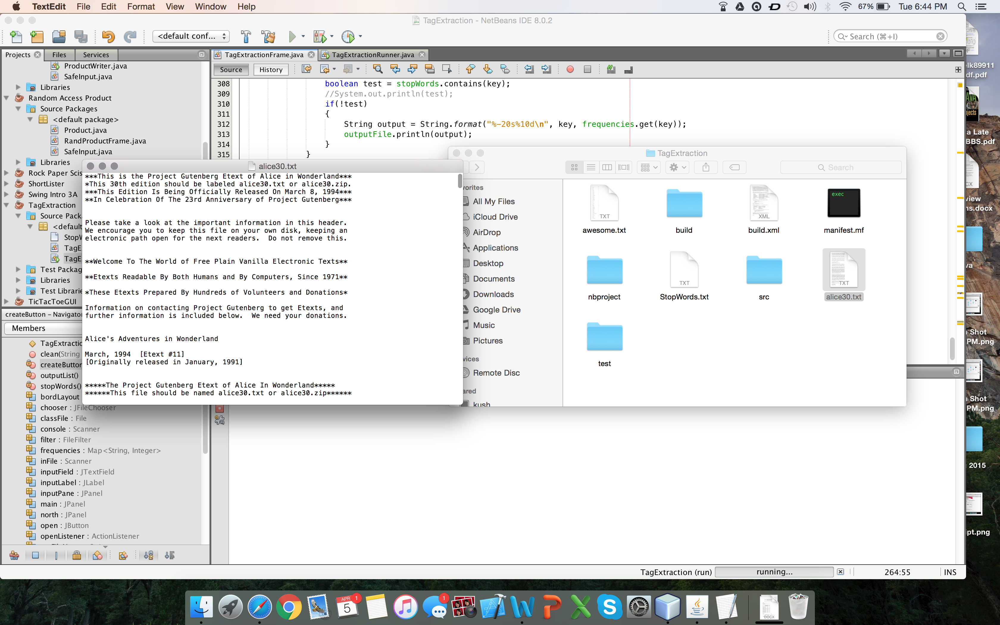 TextEdit File Edit Format View Window Help 67% Tue 6:44 PM
TagExtraction - NetBeans IDE 8.0.2
<default conf... Search (⌘+I)
Projects Files Services
ProductWriter.java
SafeInput.java
Libraries
Random Access Product
Source Packages
<default package>
Product.java
RandProductFrame.java
SafeInput.java
Libraries
Rock Paper Scis
ShortLister
Swing Intro 3A
TagExtraction
Source Pack
<default
StopW
TagE
TagE
Test Packag
Libraries
Test Librarie
TicTacToeGUI
createButton – Navigator
Members
TagExtractio
clean(String
createButton
outputList()
stopWords()
bordLayout
chooser : JFileChooser
classFile : File
console : Scanner
filter : FileFilter
frequencies : Map<String, Integer>
inFile : Scanner
inputField : JTextField
inputLabel : JLabel
inputPane : JPanel
main : JPanel
north : JPanel
open : JButton
openListener : ActionListener
TagExtractionFrame.java TagExtractionRunner.java
Source History
308 boolean test = stopWords.contains(key);
309 //System.out.println(test);
310 if(!test)
311 {
312 String output = String.format("%-20s%10d\n", key, frequencies.get(key));
313 outputFile.println(output);
314 }
315 }
alice30.txt
***This is the Project Gutenberg Etext of Alice in Wonderland***
*This 30th edition should be labeled alice30.txt or alice30.zip.
***This Edition Is Being Officially Released On March 8, 1994***
**In Celebration Of The 23rd Anniversary of Project Gutenberg***
Please take a look at the important information in this header.
We encourage you to keep this file on your own disk, keeping an
electronic path open for the next readers.  Do not remove this.
**Welcome To The World of Free Plain Vanilla Electronic Texts**
**Etexts Readable By Both Humans and By Computers, Since 1971**
*These Etexts Prepared By Hundreds of Volunteers and Donations*
Information on contacting Project Gutenberg to get Etexts, and
further information is included below.  We need your donations.
Alice's Adventures in Wonderland
March, 1994  [Etext #11]
[Originally released in January, 1991]
*****The Project Gutenberg Etext of Alice In Wonderland*****
******This file should be named alice30.txt or alice30.zip******
TagExtraction
Search
vorites
All My Files
iCloud Drive
AirDrop
Applications
Desktop
Documents
Downloads
Google Drive
Music
Pictures
vices
Remote Disc
ared
kush
TXT XML exec
awesome.txt build build.xml manifest.mf
TXT TXT
nbproject StopWords.txt src alice30.txt
test
TagExtraction (run) running... 264:55 INS
elk89911
df.pdf
a Late
BBS.pdf
view
ns.docx
va
n Shot
PM.png
n Shot
PM.png
2015
ipt.png
APR 1
5
1
DOCX